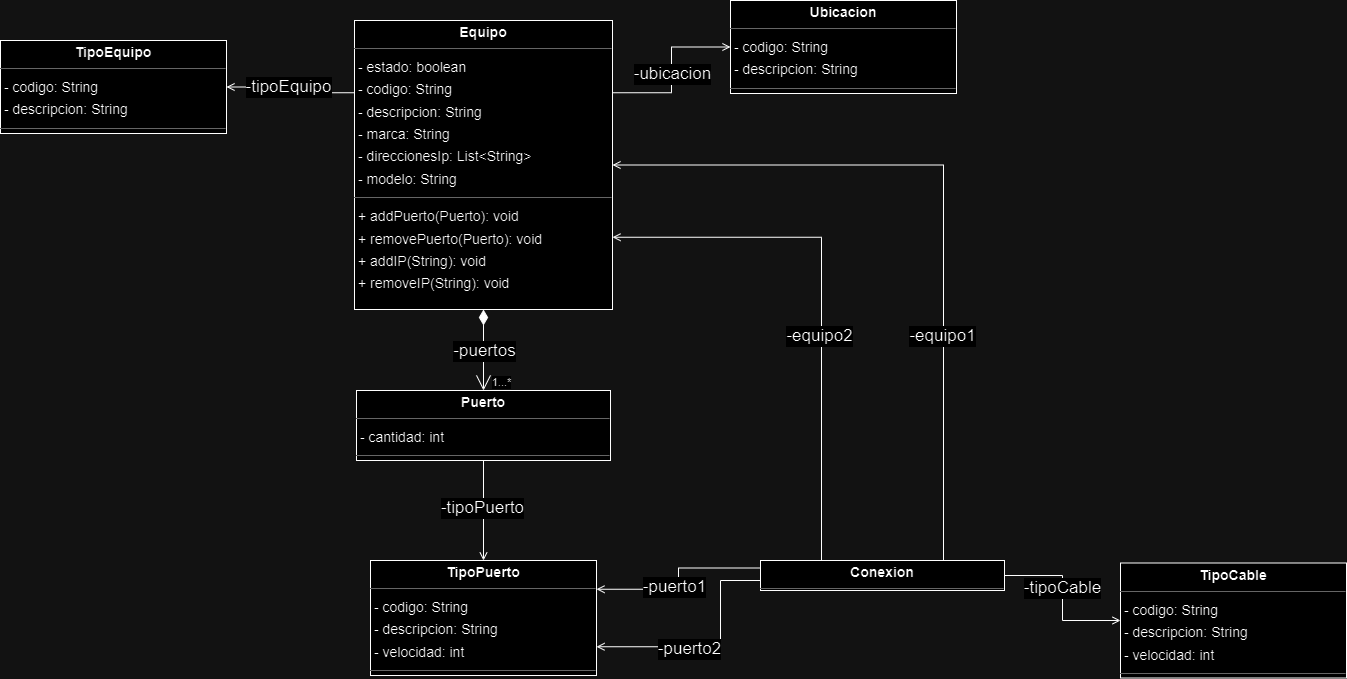 Ubicacion
- codigo: String
- descripcion: String
Equipo
- estado: boolean
- codigo: String
- descripcion: String
- marca: String
- direccionesIp: List<String>
- modelo: String
+ addPuerto(Puerto): void
+ removePuerto(Puerto): void
+ addIP(String): void
+ removeIP(String): void
TipoEquipo
- codigo: String
- descripcion: String
-tipoEquipo
-ubicacion
-equipo2
-equipo1
-puertos
1...*
Puerto
- cantidad: int
-tipoPuerto
TipoPuerto
- codigo: String
- descripcion: String
- velocidad: int
-puerto1
-puerto2
Conexion
-tipoCable
TipoCable
- codigo: String
- descripcion: String
- velocidad: int